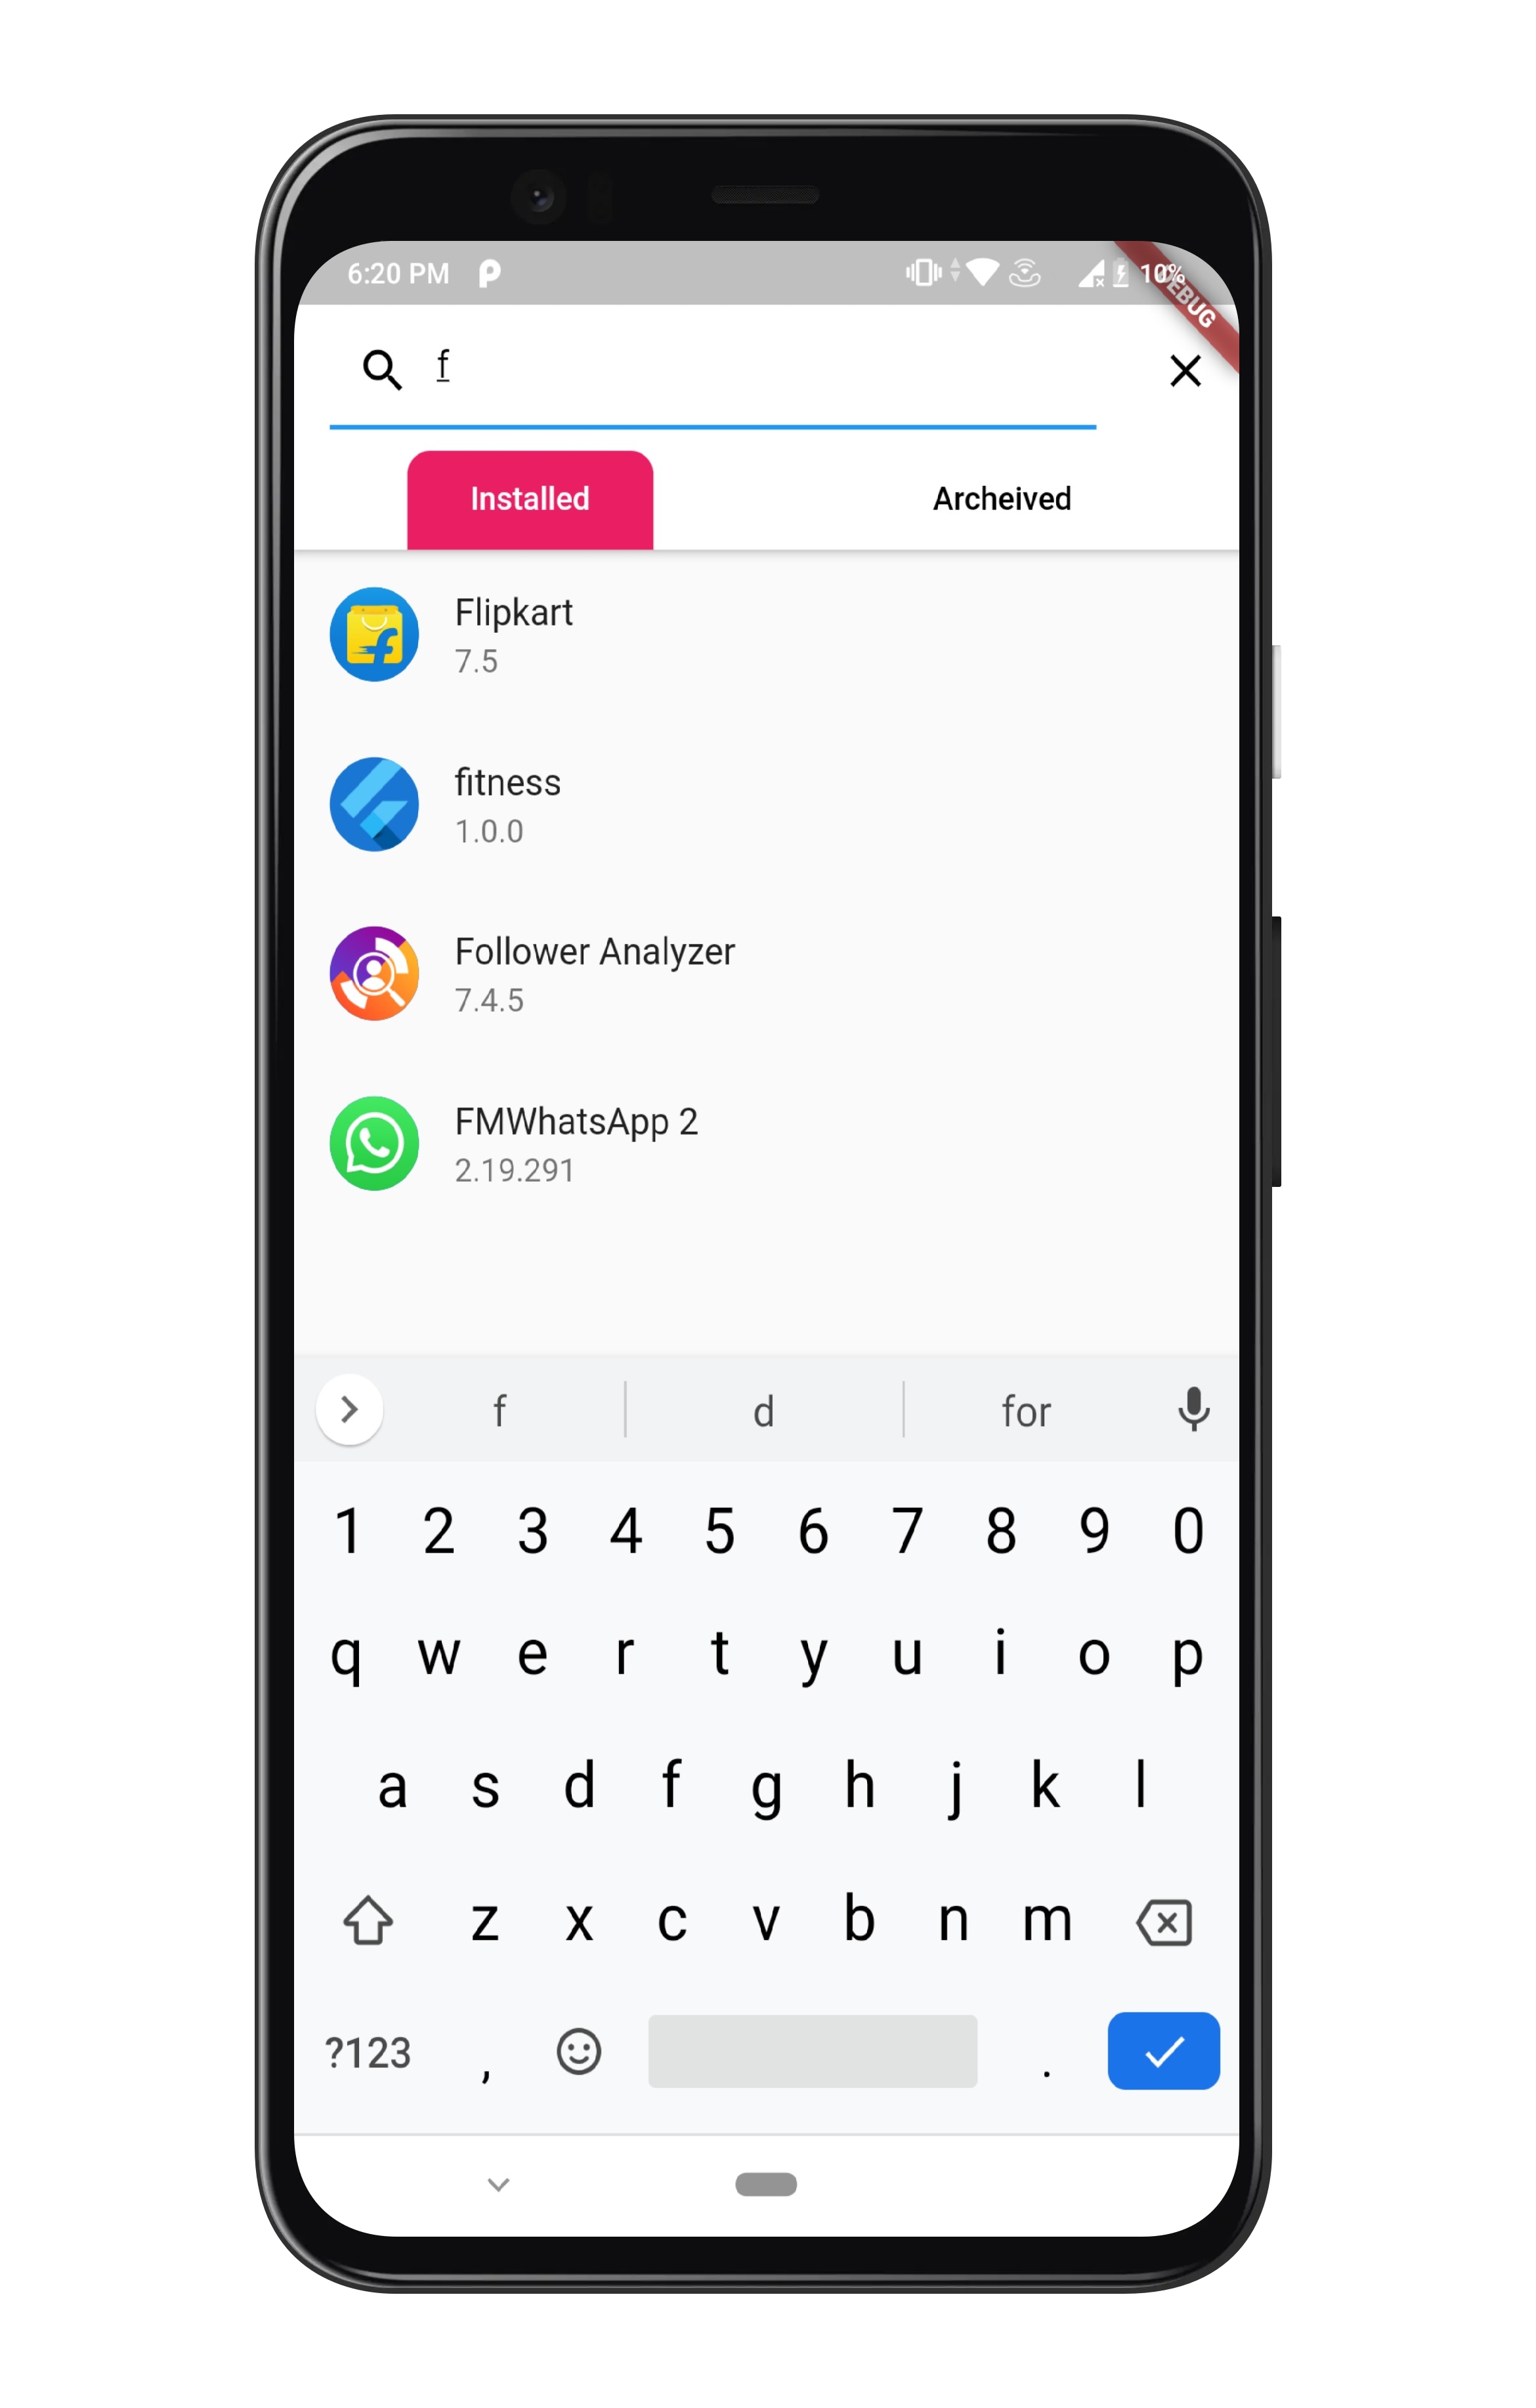 6:20 PM
10%
DEBUG
f
Installed
Archeived
Flipkart
7.5
fitness
1.0.0
Follower Analyzer
7.4.5
FMWhatsApp 2
2.19.291
f d for
1 2 3 4 5 6 7 8 9 0
q w e r t y u i o p
a s d f g h j k l
z x c v b n m
?123 , .